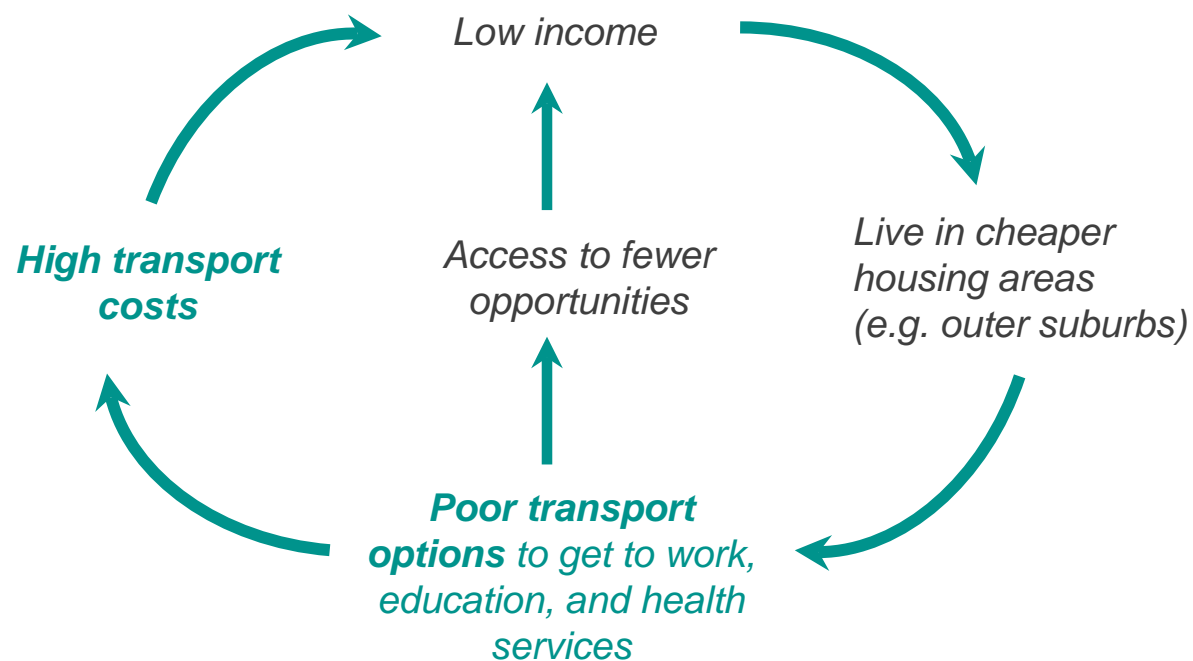 Low income
High transport
costs
Access to fewer
opportunities
Live in cheaper
housing areas
(e.g. outer suburbs)
Poor transport
options to get to work,
education, and health
services